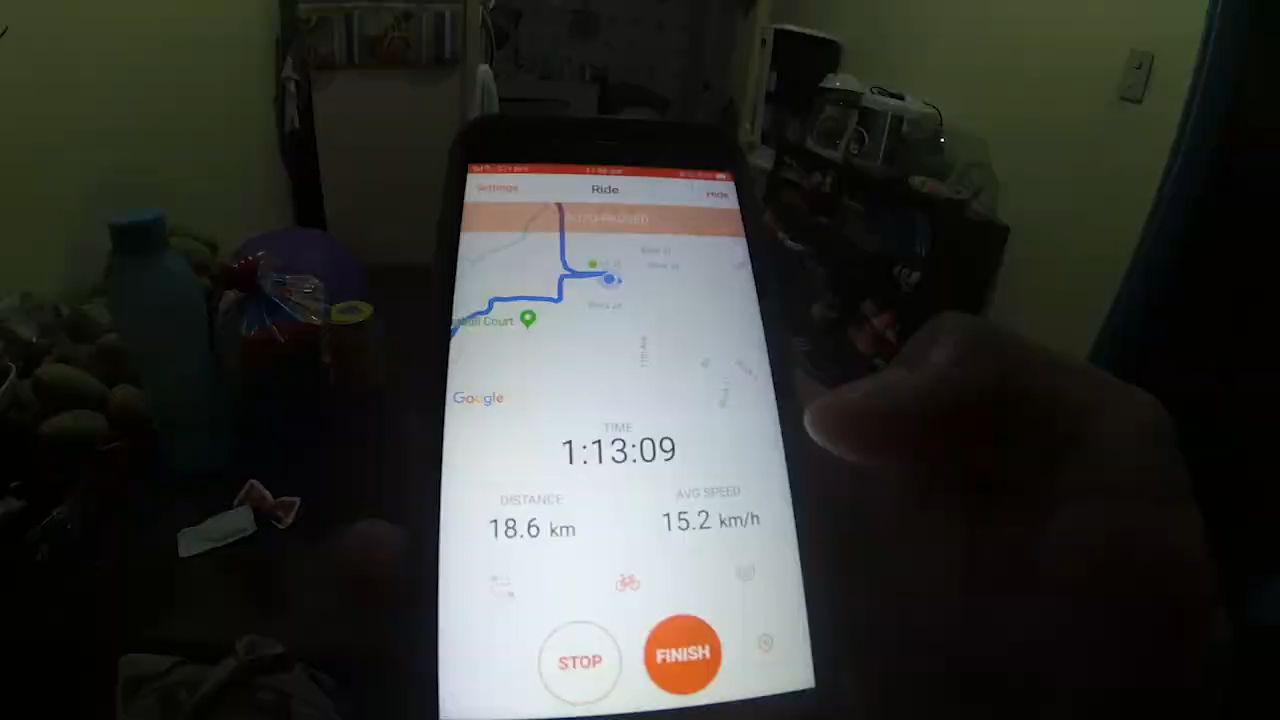 Settings
Ride
Hide
AUTO-PAUSED
Court
Google
TIME
1:13:09
DISTANCE
AVG SPEED
18.6 km
15.2 km/h
STOP
FINISH